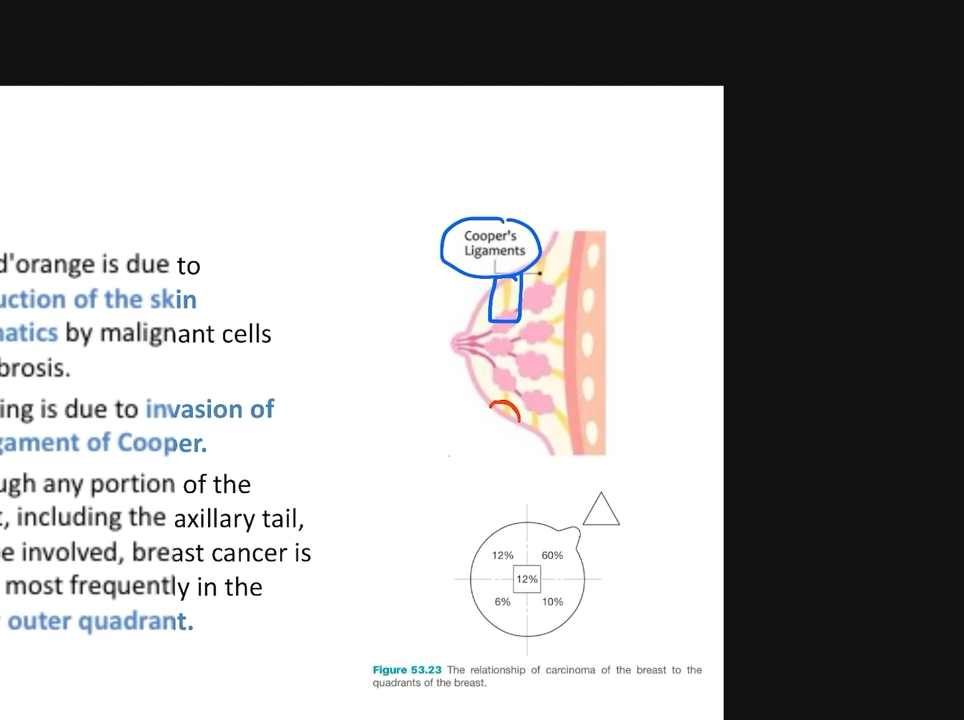 d'orange is due to
uction of the skin
natics by malignant cells
brosis.
ing is due to invasion of
gament of Cooper.
ugh any portion of the
t, including the axillary tail,
e involved, breast cancer is
most frequently in the
outer quadrant.
Cooper's
Ligaments
12% 60%
12%
6% 10%
Figure 53.23 The relationship of carcinoma of the breast to the
quadrants of the breast.